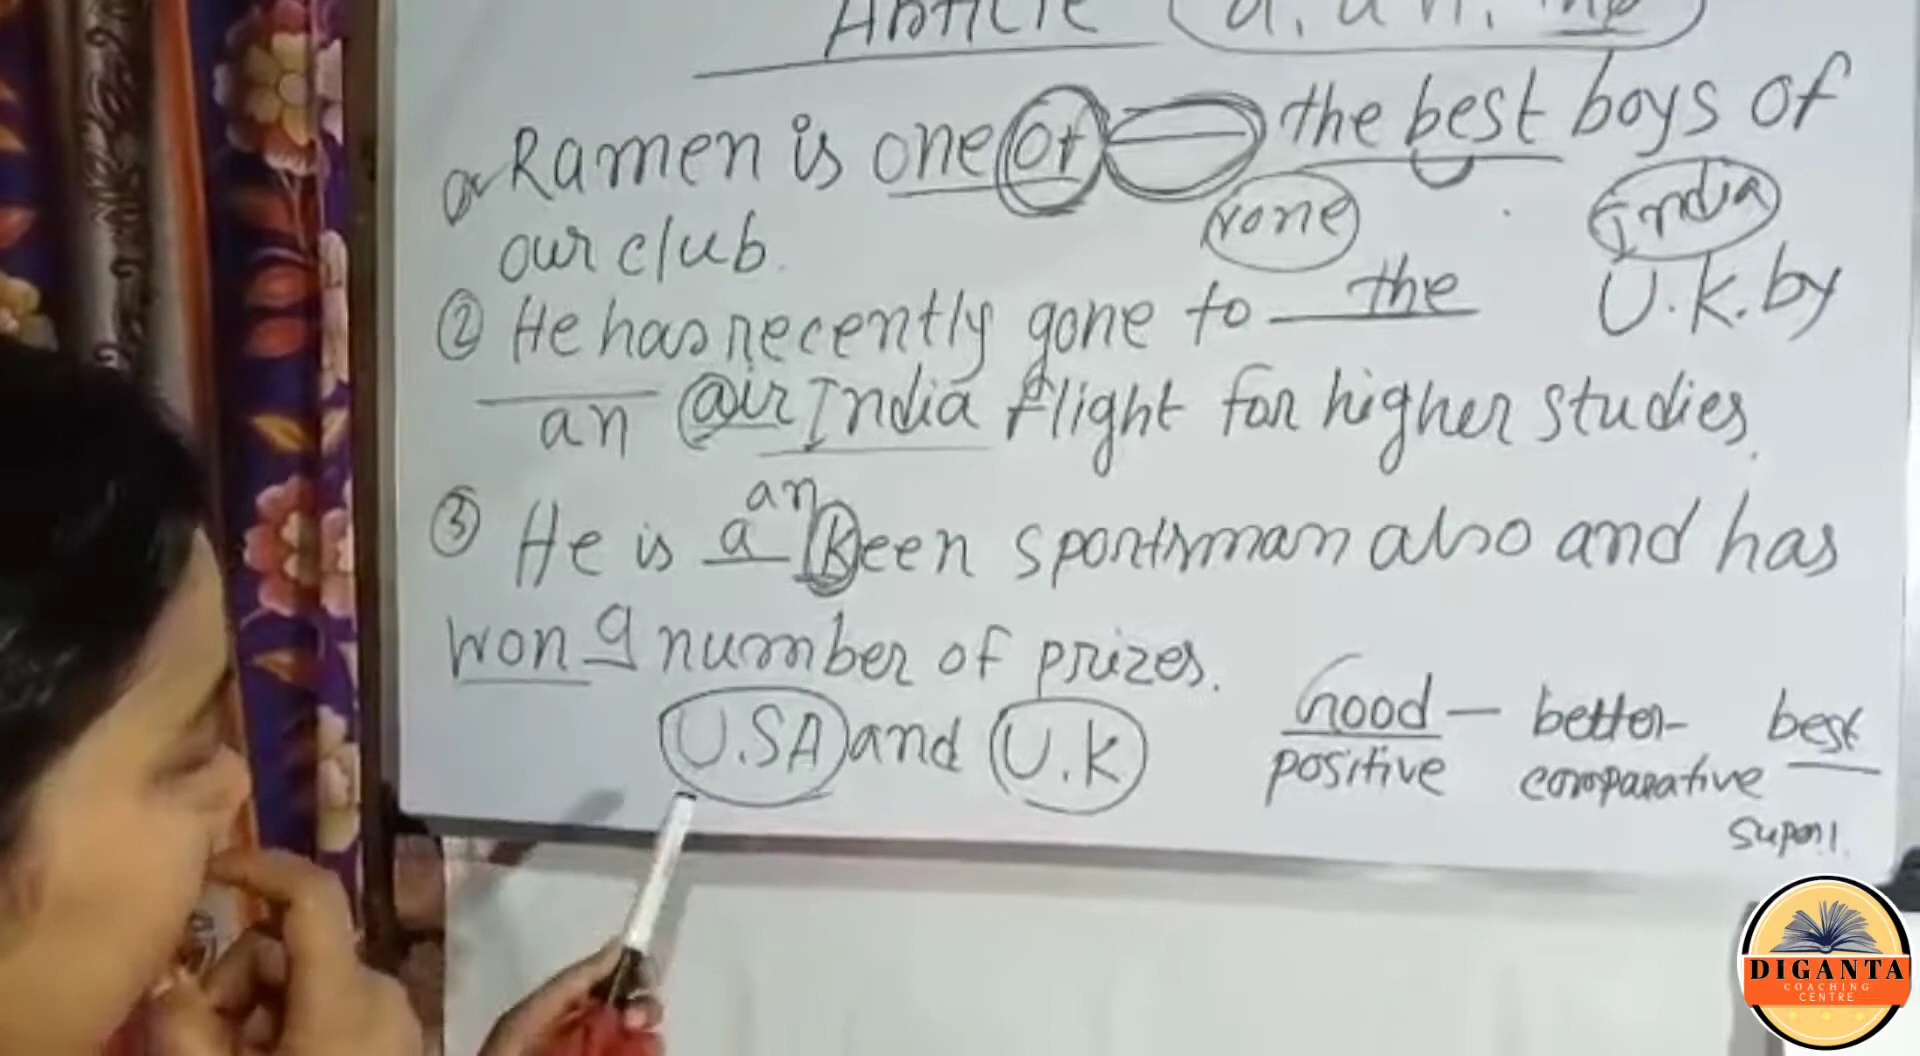 Article (a, an, the)
Ramen is one of the best boys of
our club.
none
India
② He has recently gone to the U.K. by
an air India flight for higher studies.
an
③ He is a keen sportsman also and has
won a number of prizes.
U.SA and U.K
Good - better- best
positive comparative
superl.
DIGANTA
COACHING
CENTRE